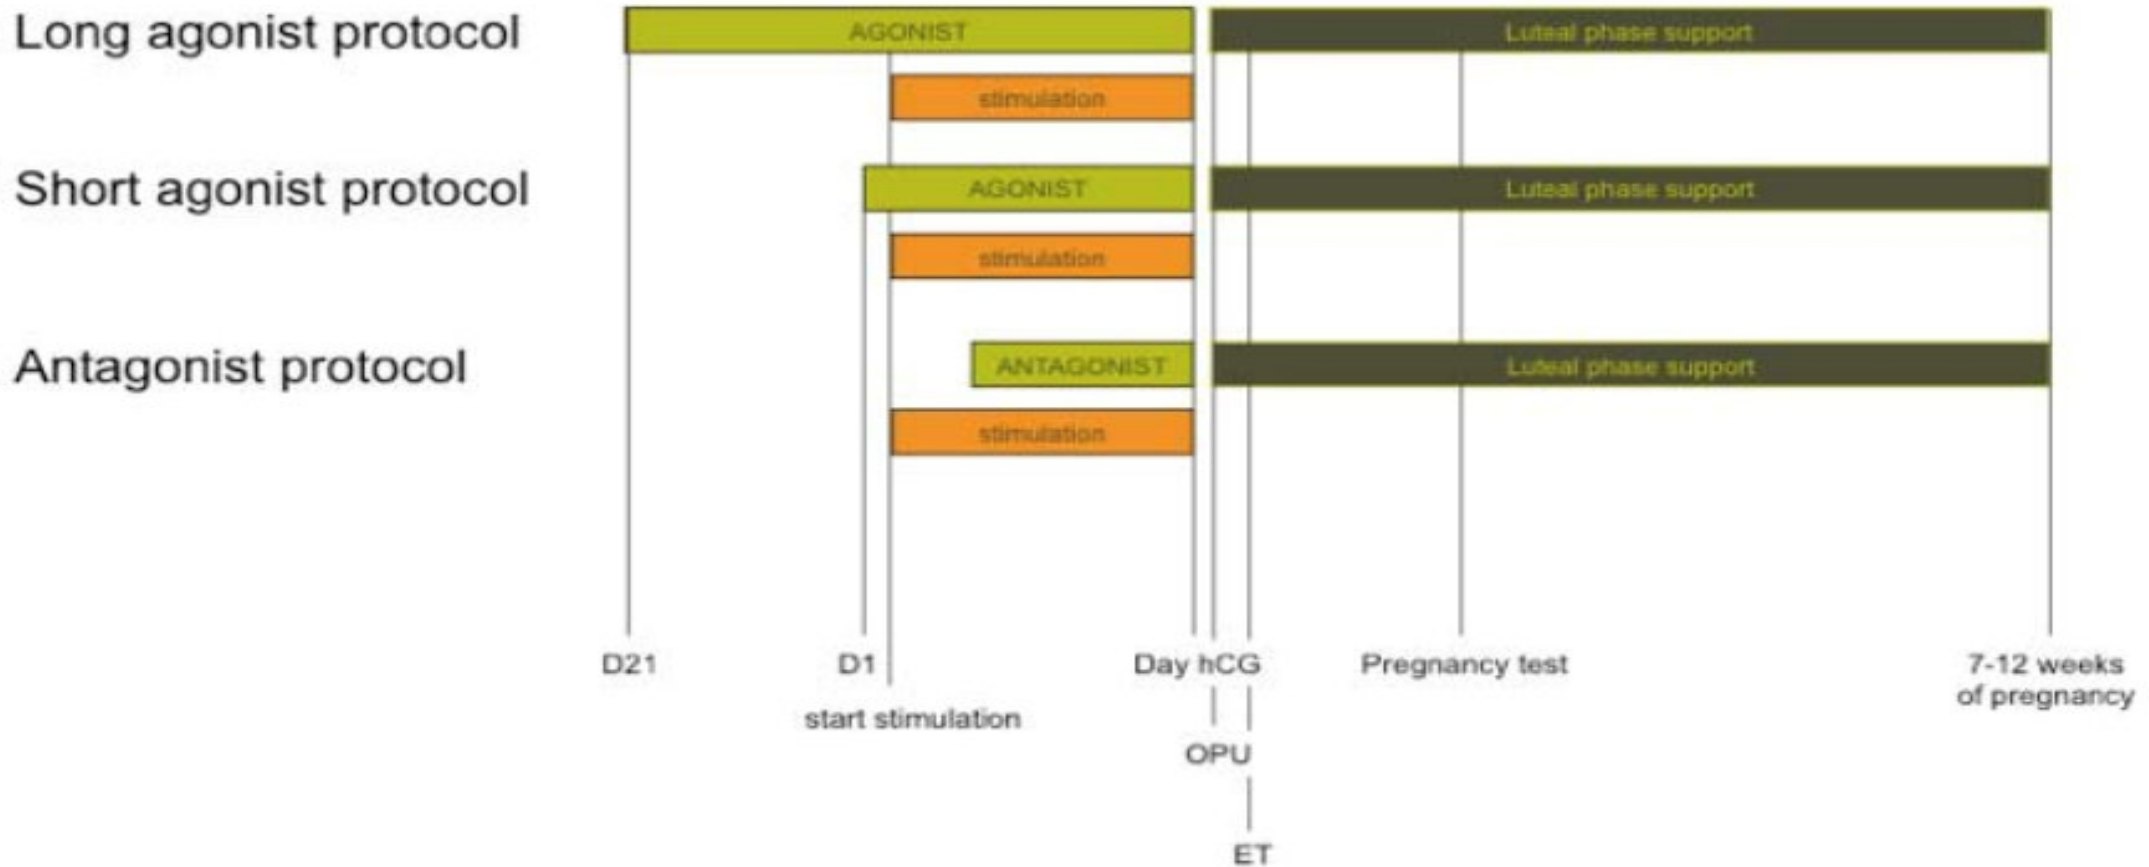 Long agonist protocol
AGONIST
Luteal phase support
stimulation
Short agonist protocol
AGONIST
Luteal phase support
stimulation
Antagonist protocol
ANTAGONIST
Luteal phase support
stimulation
D21
D1
Day hCG
Pregnancy test
7-12 weeks
of pregnancy
start stimulation
OPU
ET